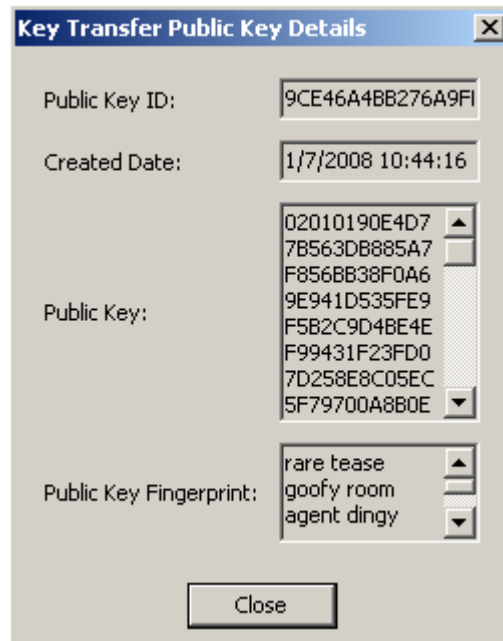 Key Transfer Public Key Details
Public Key ID: 9CE46A4BB276A9F
Created Date: 1/7/2008 10:44:16
Public Key:
02010190E4D7
7B563DB885A7
F856BB38F0A6
9E941D535FE9
F5B2C9D4BE4E
F99431F23FD0
7D258E8C05EC
5F79700A8B0E
Public Key Fingerprint:
rare tease
goofy room
agent dingy
Close